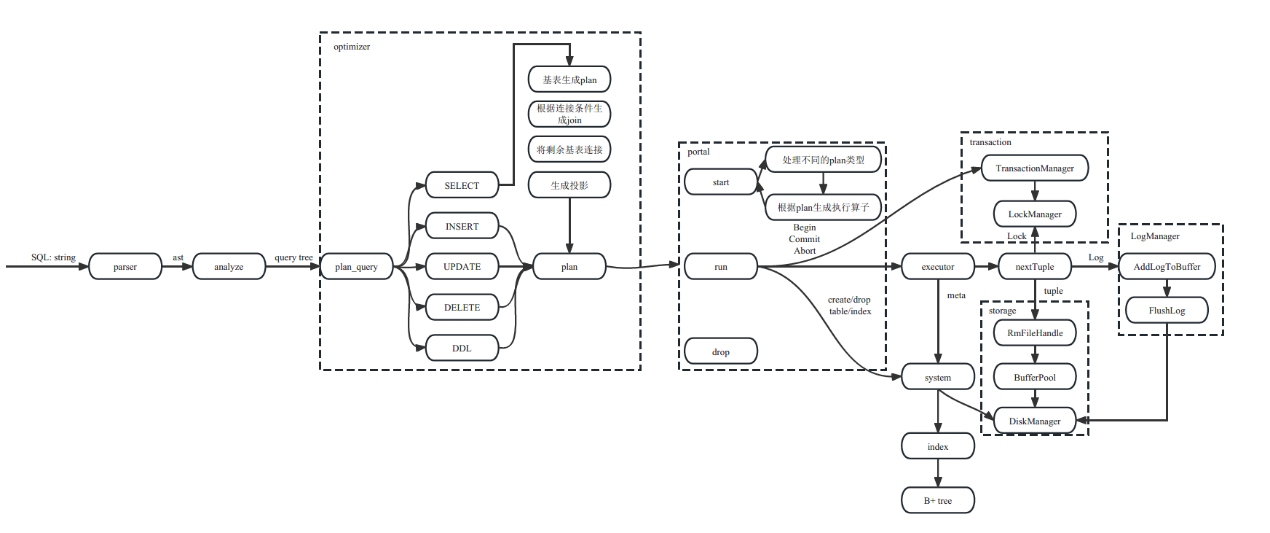 optimizer
基表生成plan
根据连接条件生
成join
将剩余基表连接
生成投影
SELECT
INSERT
UPDATE
DELETE
DDL
SQL: string
parser
ast
analyze
query tree
plan_query
plan
portal
start
处理不同的plan类型
根据plan生成执行算子
Begin
Commit
Abort
run
create/drop
table/index
drop
transaction
TransactionManager
LockManager
Lock
executor
nextTuple
Log
meta
tuple
LogManager
AddLogToBuffer
FlushLog
storage
RmFileHandle
BufferPool
DiskManager
system
index
B+ tree